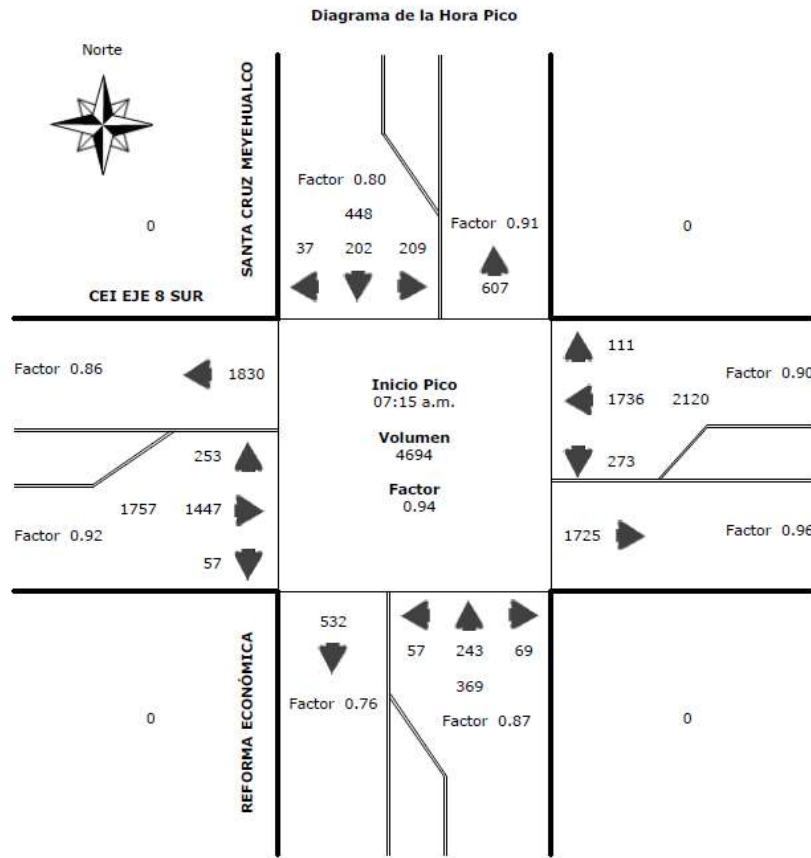 Diagrama de la Hora Pico
Norte
SANTA CRUZ MEYEHUALCO
Factor 0.80
448
37 202 209
Factor 0.91
607
0
0
CEI EJE 8 SUR
Factor 0.86
1830
Inicio Pico
07:15 a.m.
Volumen
4694
Factor
0.94
111
Factor 0.90
1736 2120
273
253
1757 1447
Factor 0.92
57
1725
Factor 0.96
REFORMA ECONÓMICA
532
Factor 0.76
57 243 69
369
Factor 0.87
0
0